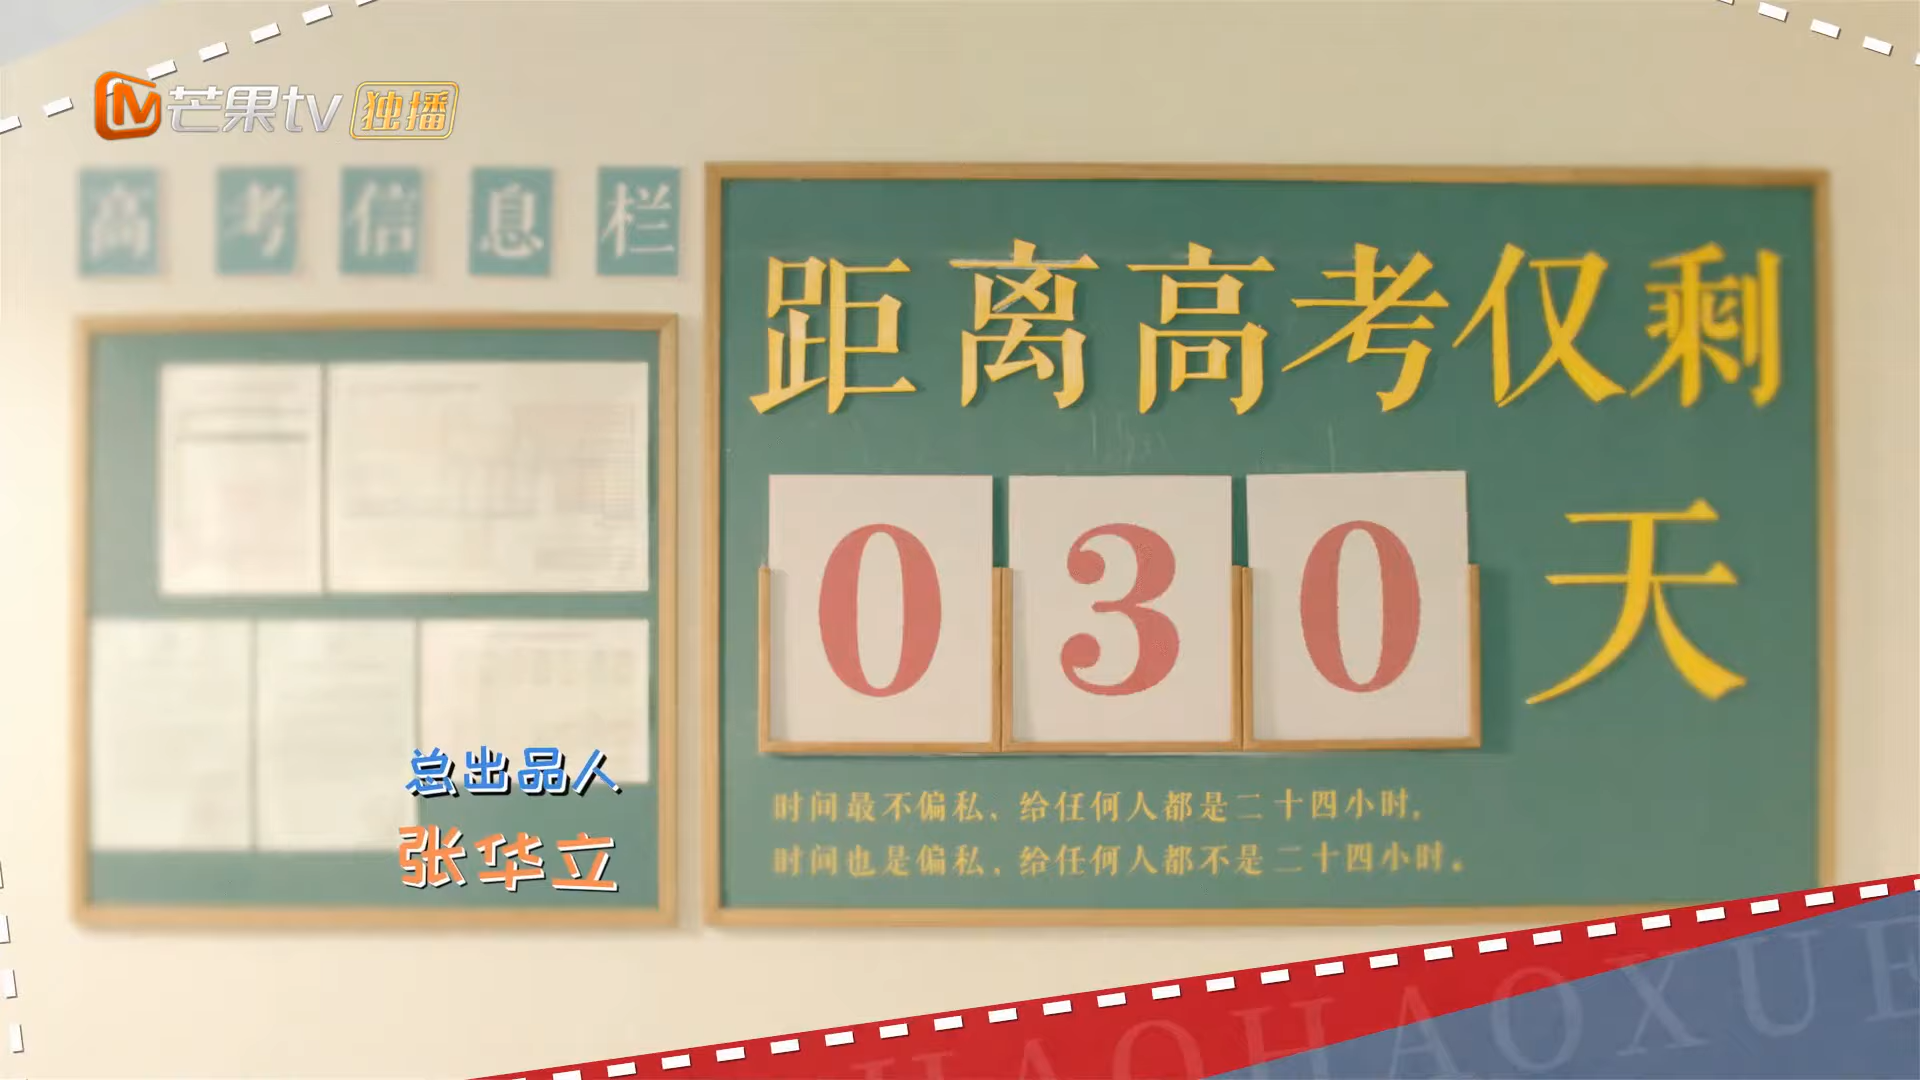 芒果tv 独播
高考信息栏
距离高考仅剩
030天
时间最不偏私、给任何人都是二十四小时,
时间也是偏私、给任何人都不是二十四小时。
总出品人
张华立
HAOHAOXUE